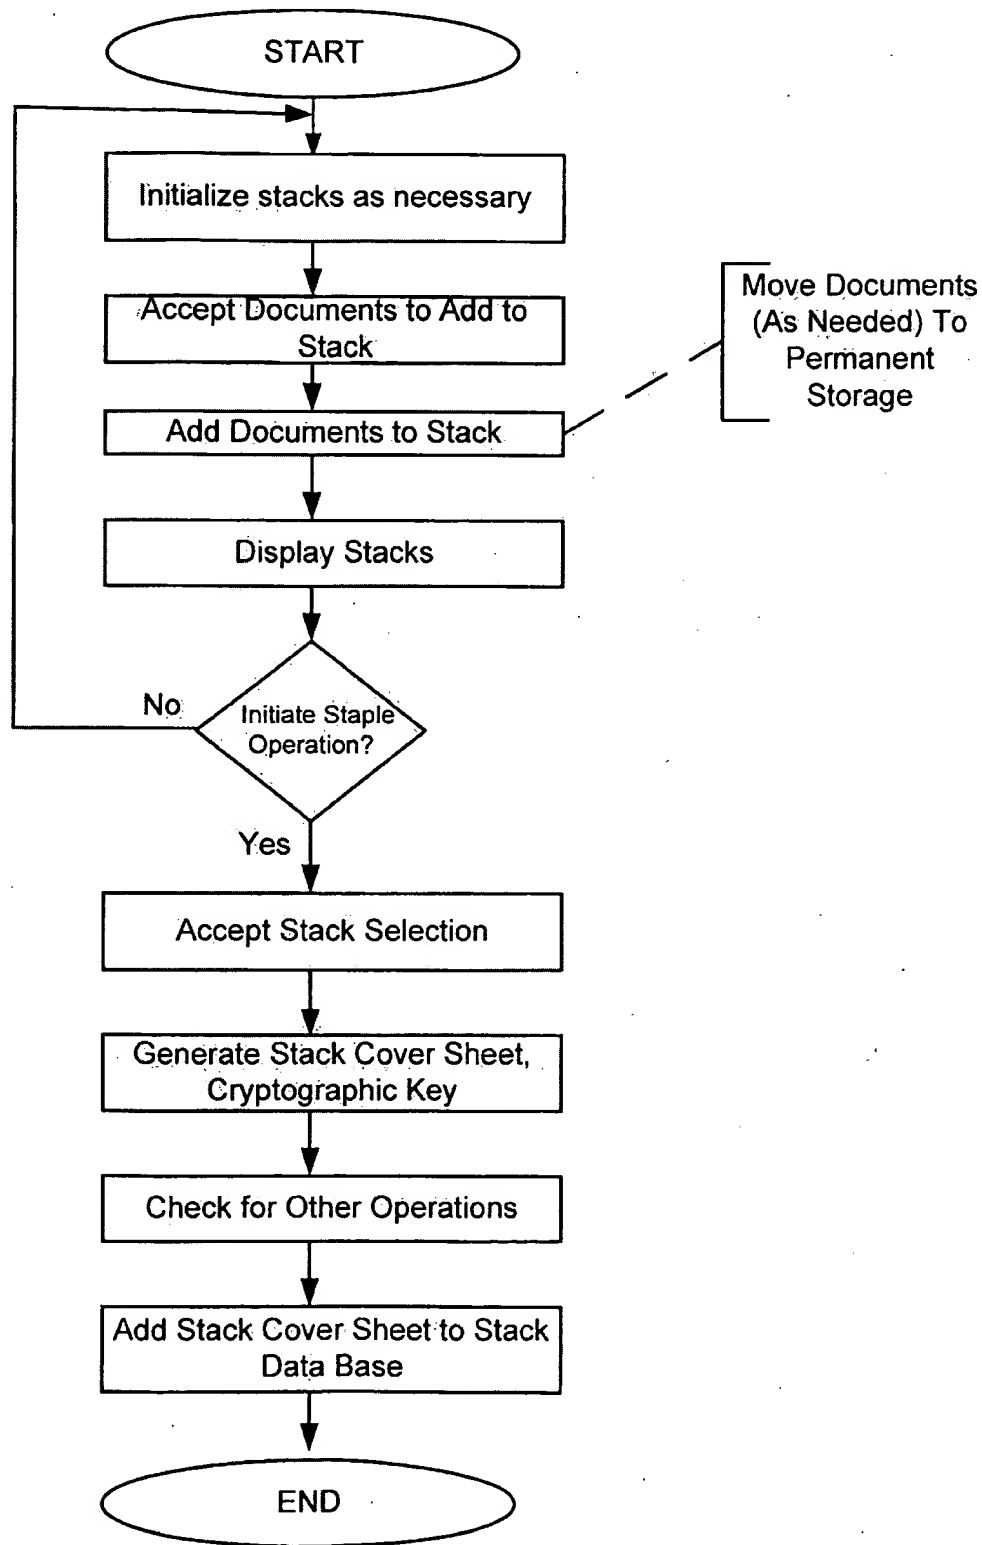 START
Initialize stacks as necessary
Accept Documents to Add to
Stack
Move Documents
(As Needed) To
Permanent
Storage
Add Documents to Stack
Display Stacks
No
Initiate Staple
Operation?
Yes
Accept Stack Selection
Generate Stack Cover Sheet,
Cryptographic Key
Check for Other Operations
Add Stack Cover Sheet to Stack
Data Base
END